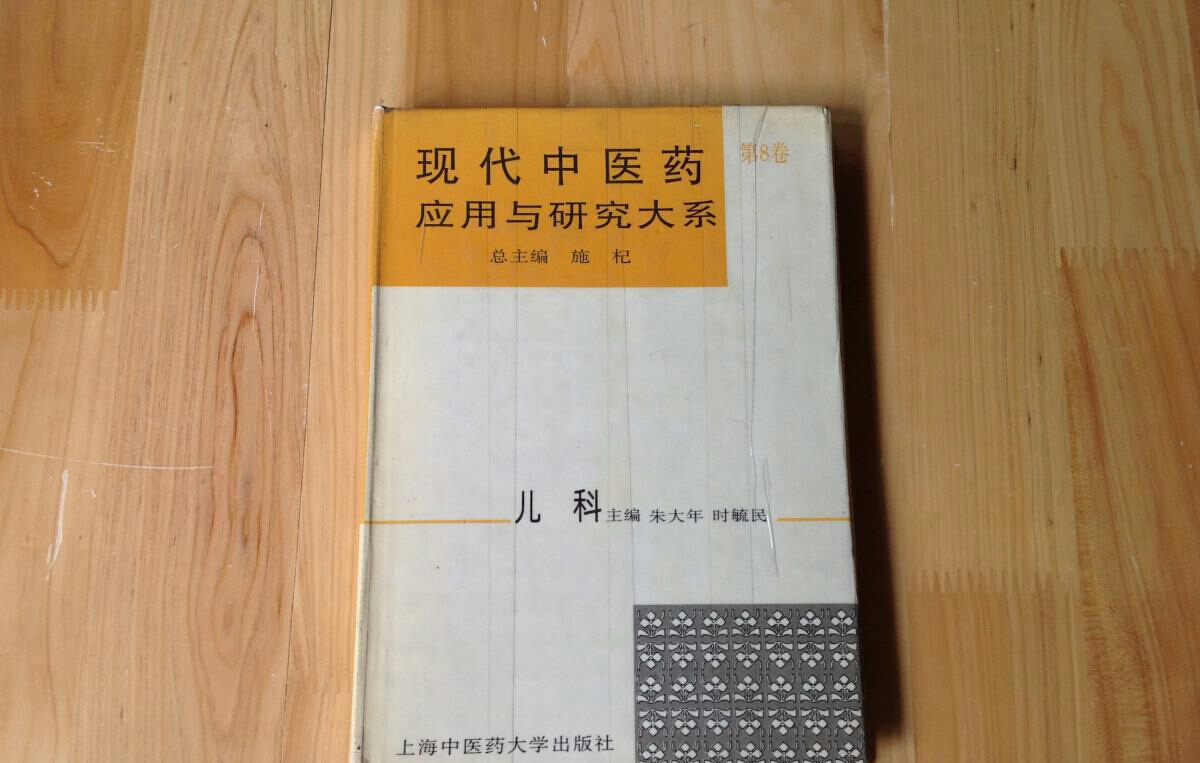 现代中医药
第8卷
应用与研究大系
总主编 施杞
儿科 主编 朱大年 时毓民
上海中医药大学出版社